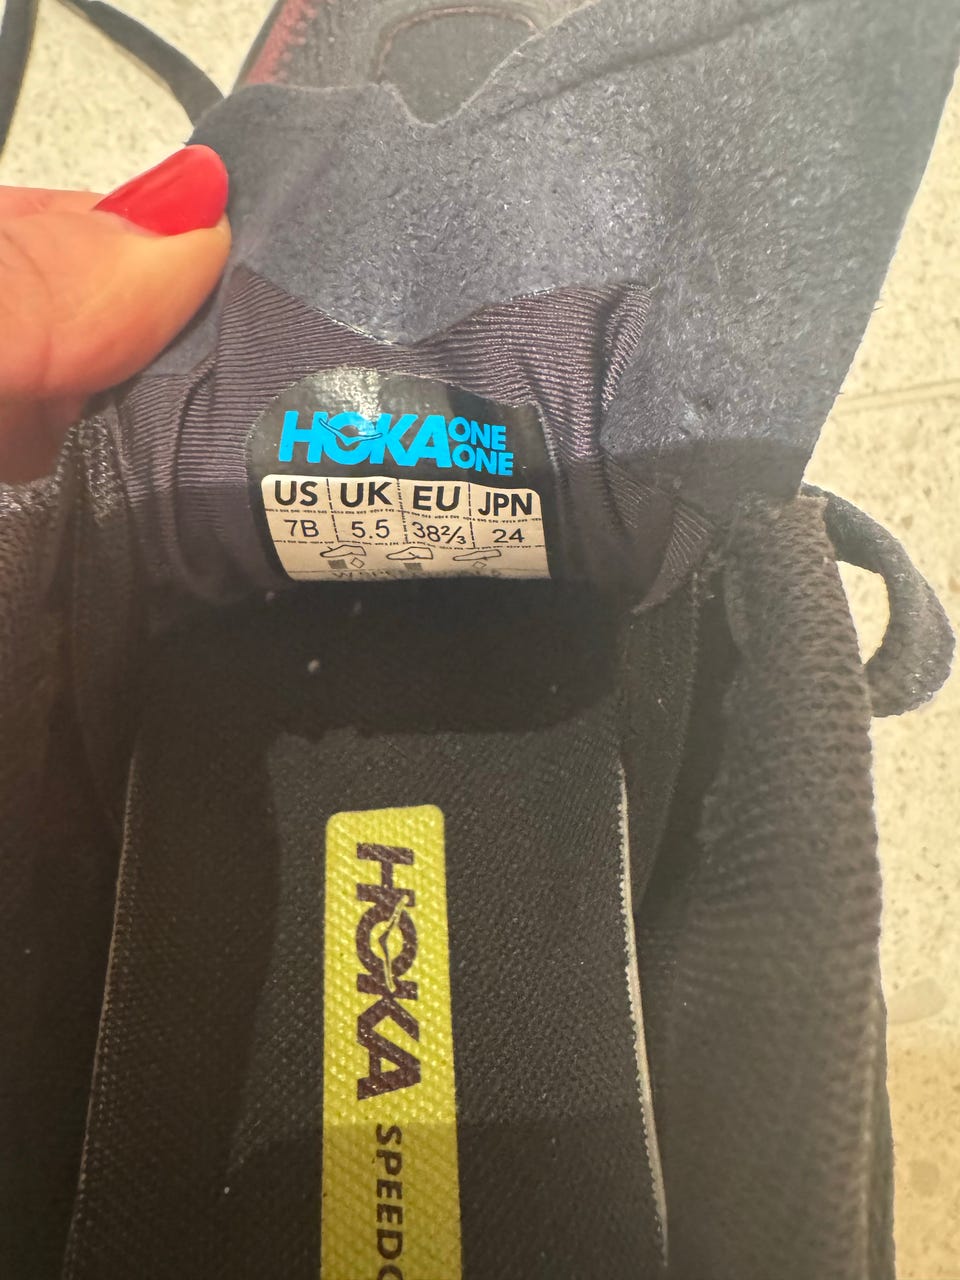 HOKA ONE ONE
US UK EU JPN
7B 5.5 38⅔ 24
HOKA SPEEDG